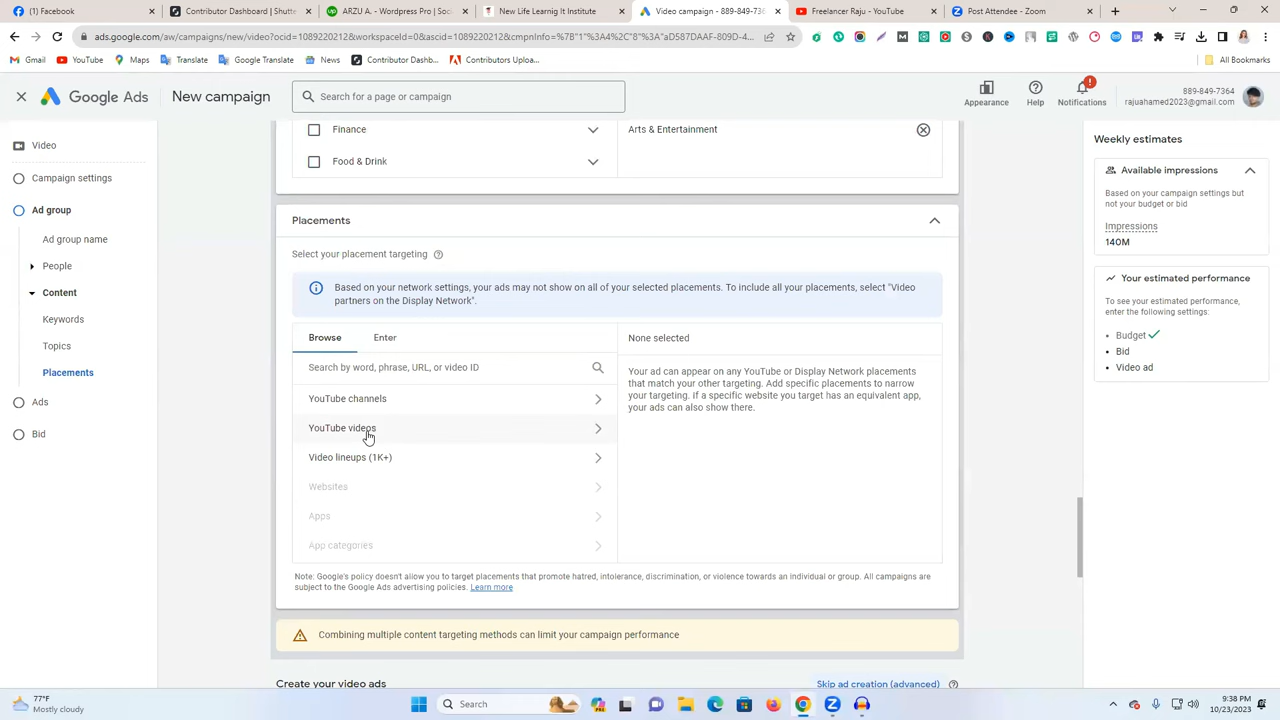 Facebook
Contributor Dashboard | Shutte
ARZU A. - Wordpress Pro | Soci
New Life Learnig It Institute
Video campaign - 889-849-736
Freelancer Raju - YouTube
Post Attendee - Zoom
ads.google.com/aw/campaigns/new/video?ocid=1089220212&workspaceId=0&ascid=1089220212&cmpnInfo=%7B"1%3A4%2C"8"%3A"aD587DAAF-809D-4...
Gmail
YouTube
Maps
Translate
Google Translate
News
Contributor Dashb...
Contributors Uploa...
All Bookmarks
Google Ads
New campaign
Search for a page or campaign
Appearance
Help
Notifications
889-849-7364
rajuahamed2023@gmail.com
Video
Campaign settings
Ad group
Ad group name
People
Content
Keywords
Topics
Placements
Ads
Bid
Finance
Food & Drink
Arts & Entertainment
Placements
Select your placement targeting
Based on your network settings, your ads may not show on all of your selected placements. To include all your placements, select "Video
partners on the Display Network".
Browse
Enter
None selected
Search by word, phrase, URL, or video ID
YouTube channels
YouTube videos
Video lineups (1K+)
Websites
Apps
App categories
Your ad can appear on any YouTube or Display Network placements
that match your other targeting. Add specific placements to narrow
your targeting. If a specific website you target has an equivalent app,
your ads can also show there.
Note: Google's policy doesn't allow you to target placements that promote hatred, intolerance, discrimination, or violence towards an individual or group. All campaigns are
subject to the Google Ads advertising policies. Learn more
Combining multiple content targeting methods can limit your campaign performance
Create your video ads
Skip ad creation (advanced)
Weekly estimates
Available impressions
Based on your campaign settings but
not your budget or bid
Impressions
140M
Your estimated performance
To see your estimated performance,
enter the following settings:
Budget
Bid
Video ad
77°F
Mostly cloudy
Search
9:38 PM
10/23/2023